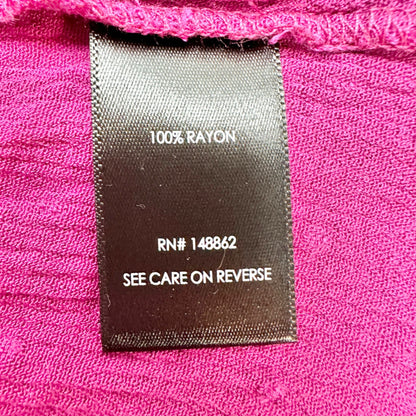 100% RAYON
RN# 148862
SEE CARE ON REVERSE